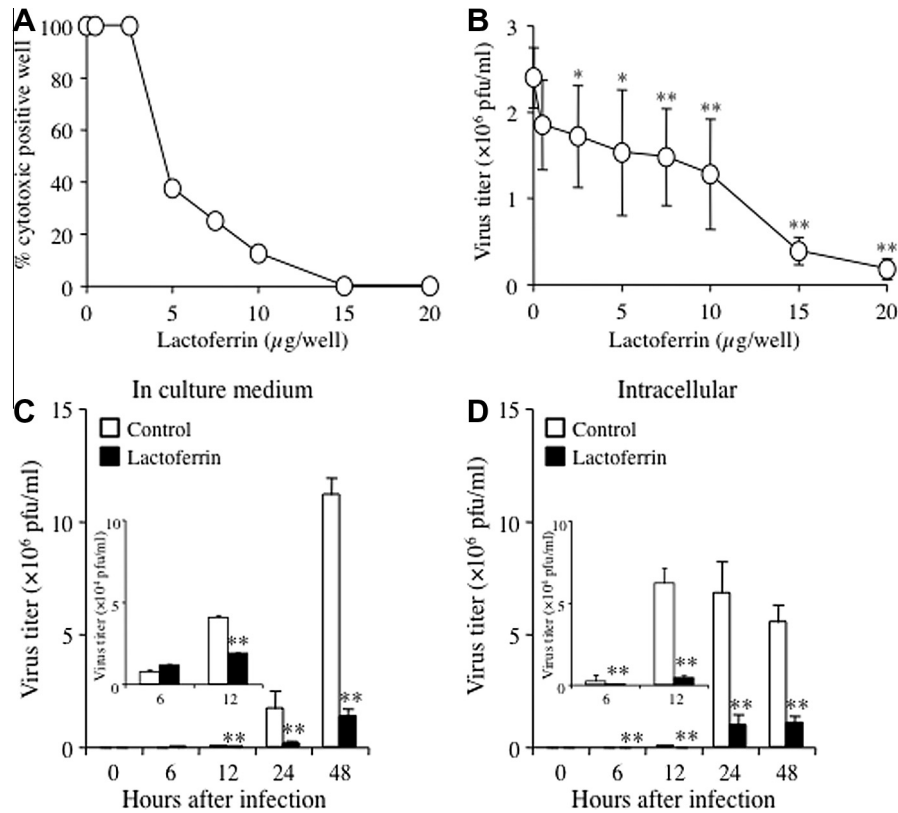 A
% cytotoxic positive well
100
80
60
40
20
0
0 5 10 15 20
Lactoferrin (µg/well)
B
Virus titer (×10⁶ pfu/ml)
3
2
1
0
* * ** ** ** **
0 5 10 15 20
Lactoferrin (µg/well)
In culture medium
C
Virus titer (×10⁶ pfu/ml)
15
10
5
0
Control
Lactoferrin
Virus titer (×10⁴ pfu/ml)
10
5
0
**
6 12
** ** **
0 6 12 24 48
Hours after infection
Intracellular
D
Virus titer (×10⁶ pfu/ml)
15
10
5
0
Control
Lactoferrin
Virus titer (×10⁴ pfu/ml)
10
5
0
** **
6 12
** ** ** **
0 6 12 24 48
Hours after infection